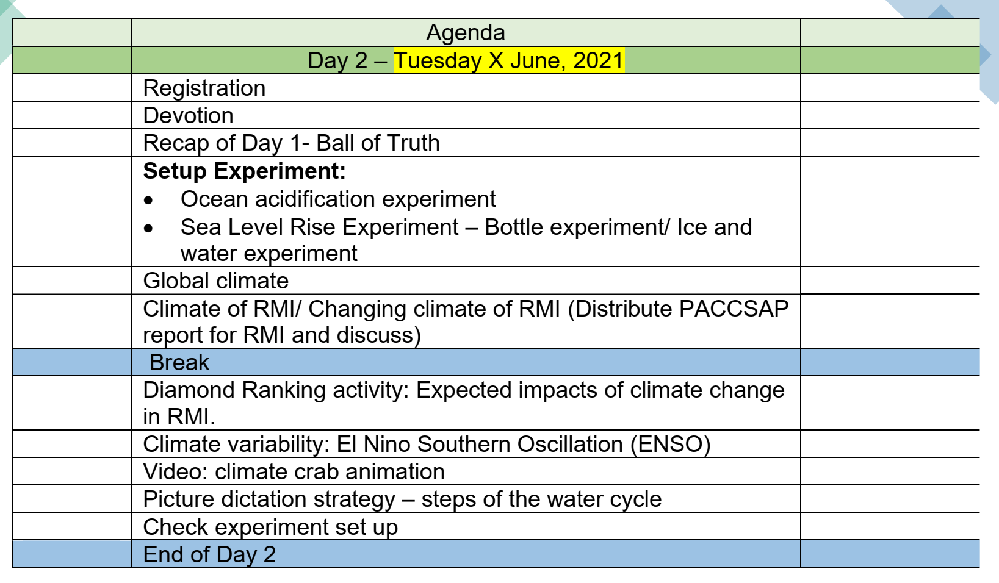 Agenda
Day 2 – Tuesday X June, 2021
Registration
Devotion
Recap of Day 1- Ball of Truth
Setup Experiment:
• Ocean acidification experiment
• Sea Level Rise Experiment – Bottle experiment/ Ice and
water experiment
Global climate
Climate of RMI/ Changing climate of RMI (Distribute PACCSAP
report for RMI and discuss)
Break
Diamond Ranking activity: Expected impacts of climate change
in RMI.
Climate variability: El Nino Southern Oscillation (ENSO)
Video: climate crab animation
Picture dictation strategy – steps of the water cycle
Check experiment set up
End of Day 2